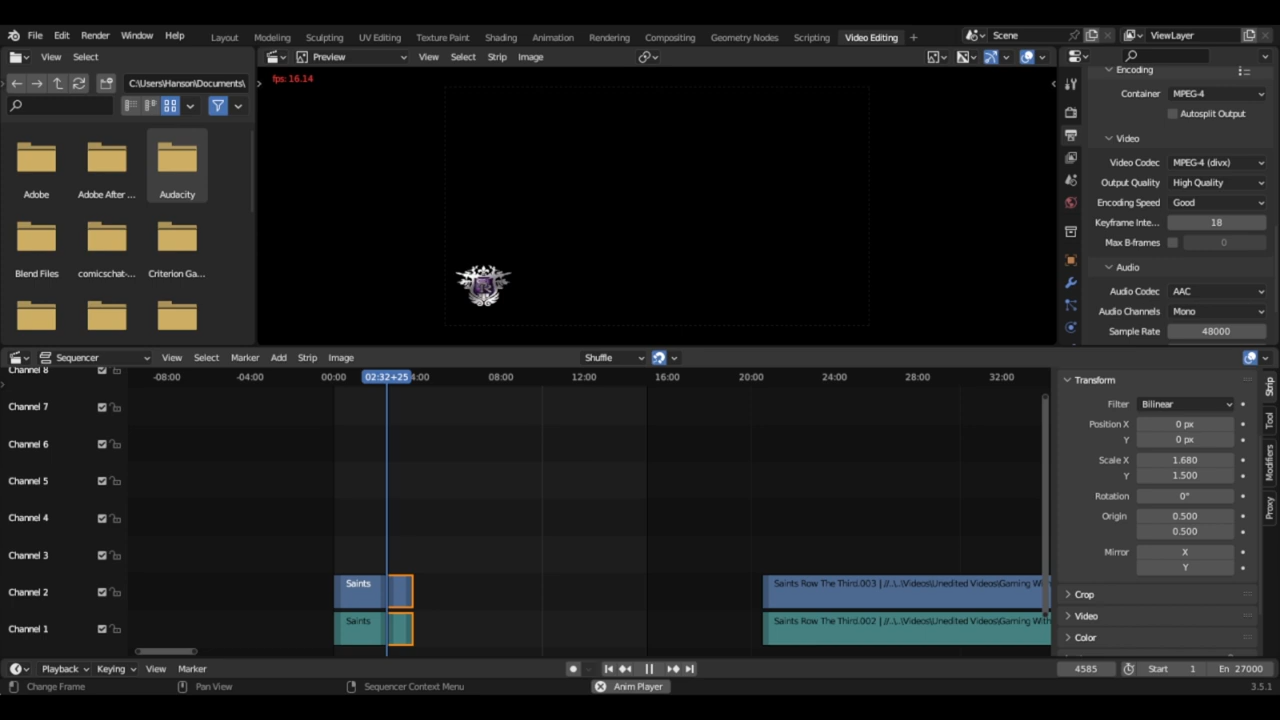 File Edit Render Window Help Layout Modeling Sculpting UV Editing Texture Paint Shading Animation Rendering Compositing Geometry Nodes Scripting Video Editing + Scene ViewLayer
View Select Preview View Select Strip Image
C:\Users\Hanson\Documents\
fps: 16.14
Adobe Adobe After ... Audacity
Blend Files comicschat-... Criterion Ga...
Encoding
Container MPEG-4
Autosplit Output
Video
Video Codec MPEG-4 (divx)
Output Quality High Quality
Encoding Speed Good
Keyframe Inte... 18
Max B-frames 0
Audio
Audio Codec AAC
Audio Channels Mono
Sample Rate 48000
Sequencer View Select Marker Add Strip Image Shuffle
-08:00 -04:00 00:00 02:32+25 4:00 08:00 12:00 16:00 20:00 24:00 28:00 32:00
Channel 8
Channel 7
Channel 6
Channel 5
Channel 4
Channel 3
Channel 2 Saints Saints Row The Third.003 | //..\..\Videos\Unedited Videos\Gaming With
Channel 1 Saints Saints Row The Third.002 | //..\..\Videos\Unedited Videos\Gaming With
Transform
Filter Bilinear
Position X 0 px
Y 0 px
Scale X 1.680
Y 1.500
Rotation 0°
Origin 0.500
0.500
Mirror X
Y
Crop
Video
Color
Strip
Tool
Modifiers
Proxy
Playback Keying View Marker 4585 Start 1 En 27000
Change Frame Pan View Sequencer Context Menu Anim Player 3.5.1